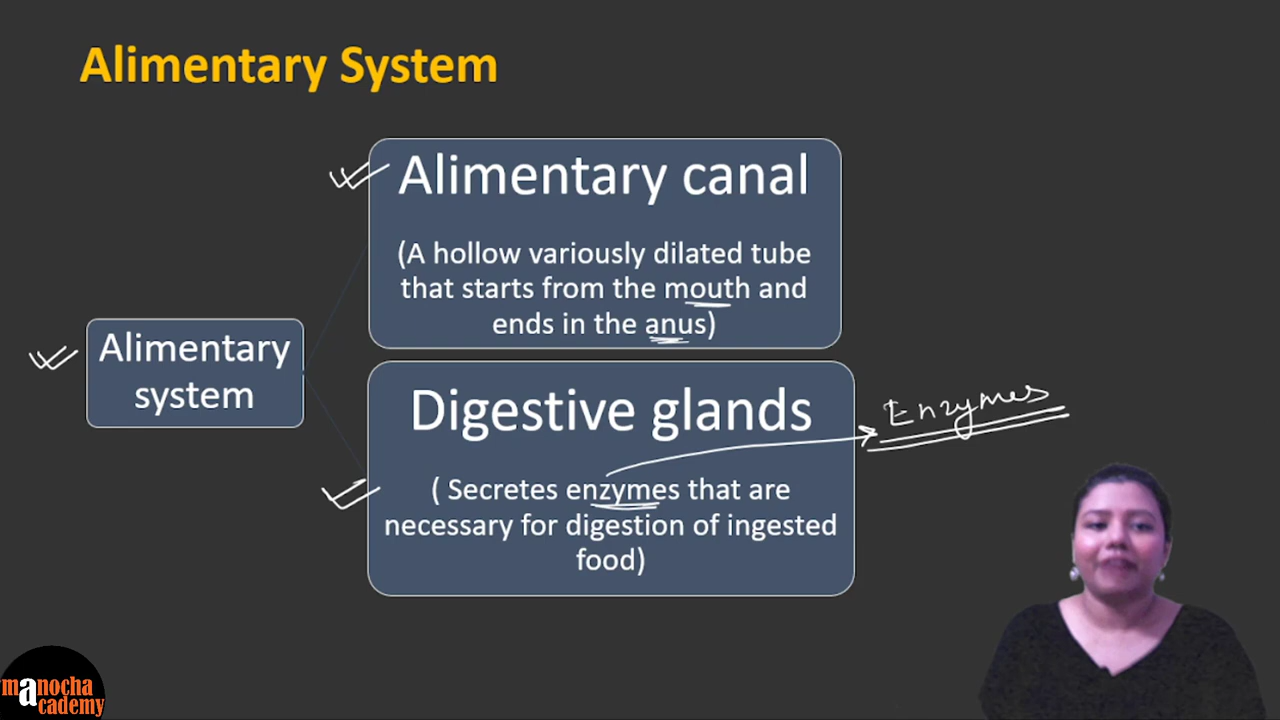 Alimentary System
Alimentary canal
(A hollow variously dilated tube
that starts from the mouth and
ends in the anus)
Alimentary
system
Digestive glands
( Secretes enzymes that are
necessary for digestion of ingested
food)
Enzymes
manocha
academy